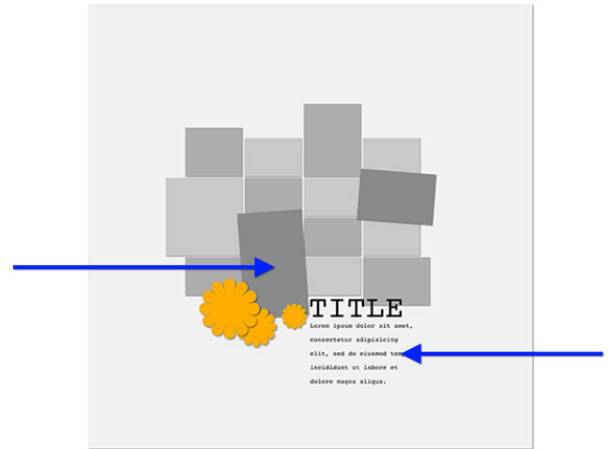 TITLE
Lorem ipsum dolor sit amet,
consectetur adipisicing
elit, sed do eiusmod
incididunt ut labore et
dolore magna aliqua.